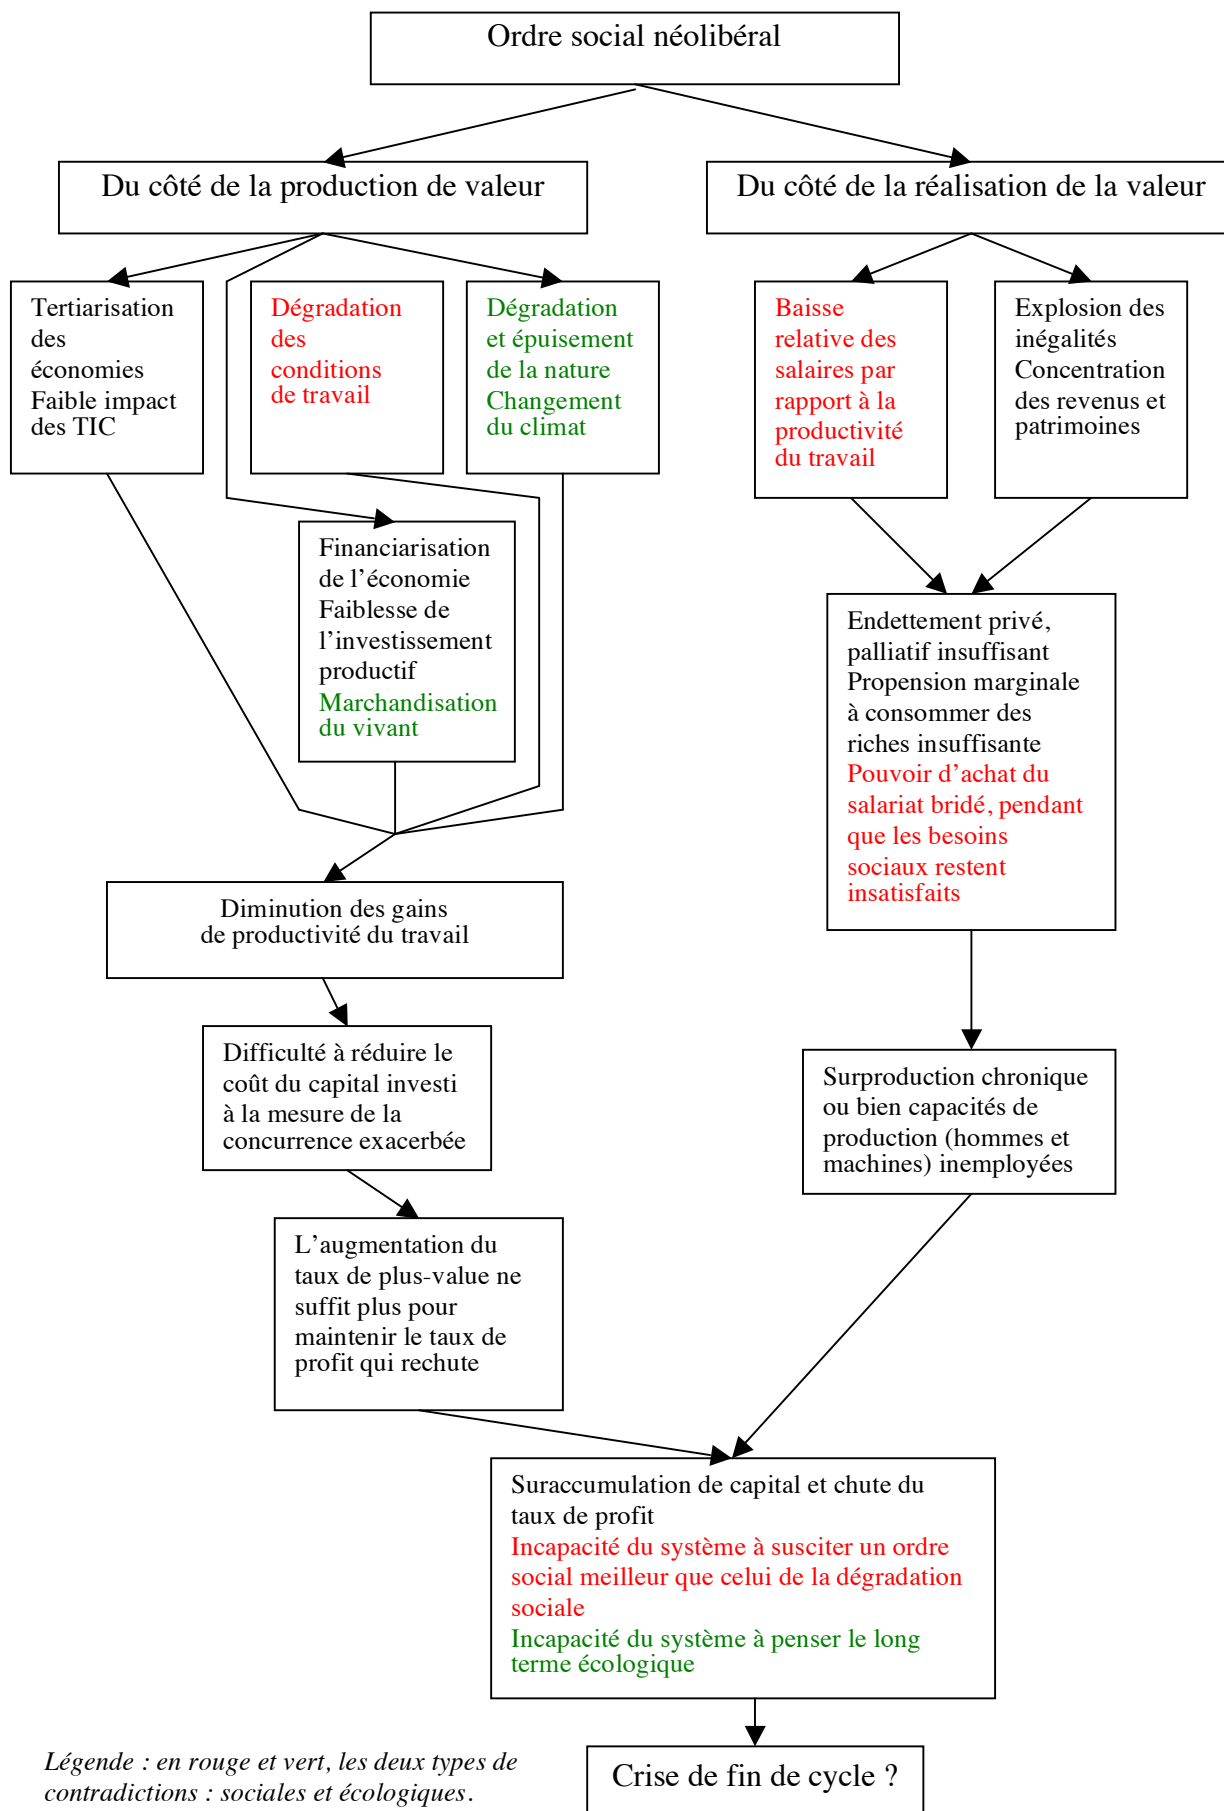 Ordre social néolibéral
Du côté de la production de valeur
Du côté de la réalisation de la valeur
Tertiarisation
des
économies
Faible impact
des TIC
Dégradation
des
conditions
de travail
Dégradation
et épuisement
de la nature
Changement
du climat
Baisse
relative des
salaires par
rapport à la
productivité
du travail
Explosion des
inégalités
Concentration
des revenus et
patrimoines
Financiarisation
de l’économie
Faiblesse de
l’investissement
productif
Marchandisation
du vivant
Endettement privé,
palliatif insuffisant
Propension marginale
à consommer des
riches insuffisante
Pouvoir d’achat du
salariat bridé, pendant
que les besoins
sociaux restent
insatisfaits
Diminution des gains
de productivité du travail
Difficulté à réduire le
coût du capital investi
à la mesure de la
concurrence exacerbée
Surproduction chronique
ou bien capacités de
production (hommes et
machines) inemployées
L’augmentation du
taux de plus-value ne
suffit plus pour
maintenir le taux de
profit qui rechute
Suraccumulation de capital et chute du
taux de profit
Incapacité du système à susciter un ordre
social meilleur que celui de la dégradation
sociale
Incapacité du système à penser le long
terme écologique
Légende : en rouge et vert, les deux types de
contradictions : sociales et écologiques.
Crise de fin de cycle ?